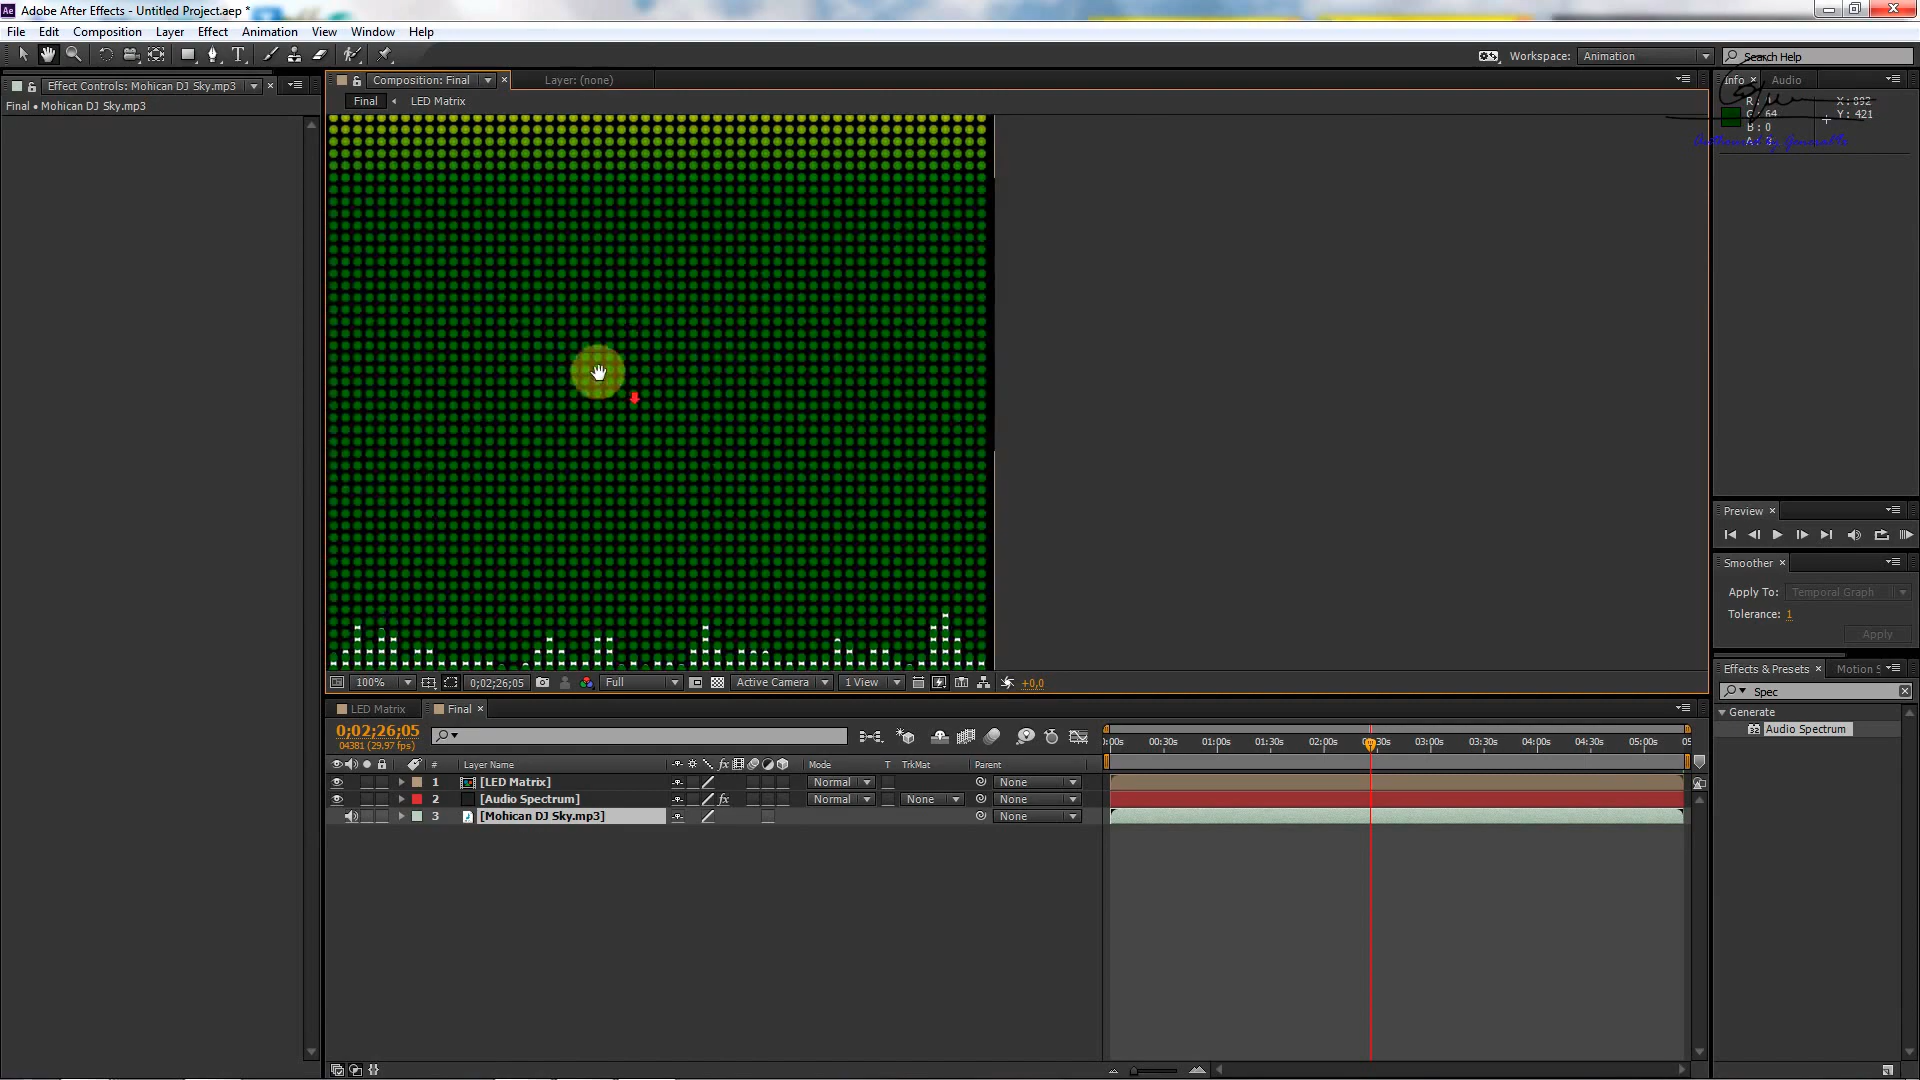 Adobe After Effects - Untitled Project.aep *
File Edit Composition Layer Effect Animation View Window Help
Workspace: Animation Search Help
Effect Controls: Mohican DJ Sky.mp3
Final • Mohican DJ Sky.mp3
Composition: Final Layer: (none)
Final LED Matrix
Info Audio
R:
G: 64
B: 0
A:
X: 892
Y: 421
Preview
Smoother
Apply To: Temporal Graph
Tolerance: 1
Apply
Effects & Presets Motion S
Spec
Generate
32 Audio Spectrum
100% 0;02;26;05 Full Active Camera 1 View +0,0
LED Matrix Final
0;02;26;05
04381 (29.97 fps)
:00s 00:30s 01:00s 01:30s 02:00s 03:00s 03:30s 04:00s 04:30s 05:00s
# Layer Name fx Mode T TrkMat Parent
1 [LED Matrix] Normal None
2 [Audio Spectrum] fx Normal None None
3 [Mohican DJ Sky.mp3] None